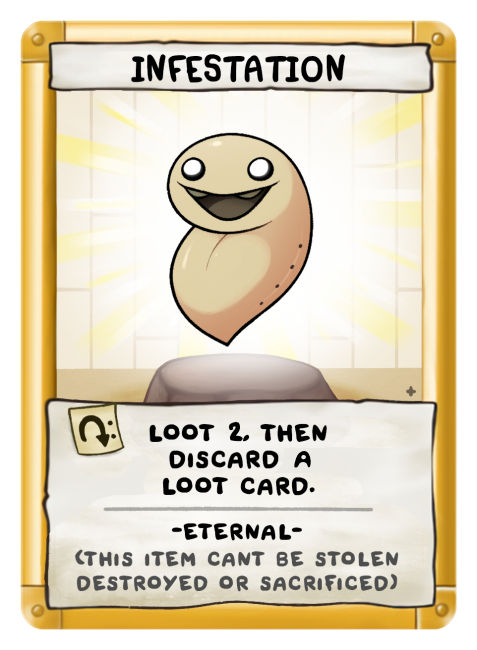 INFESTATION
LOOT 2, THEN
DISCARD A
LOOT CARD.
-ETERNAL-
(THIS ITEM CANT BE STOLEN
DESTROYED OR SACRIFICED)